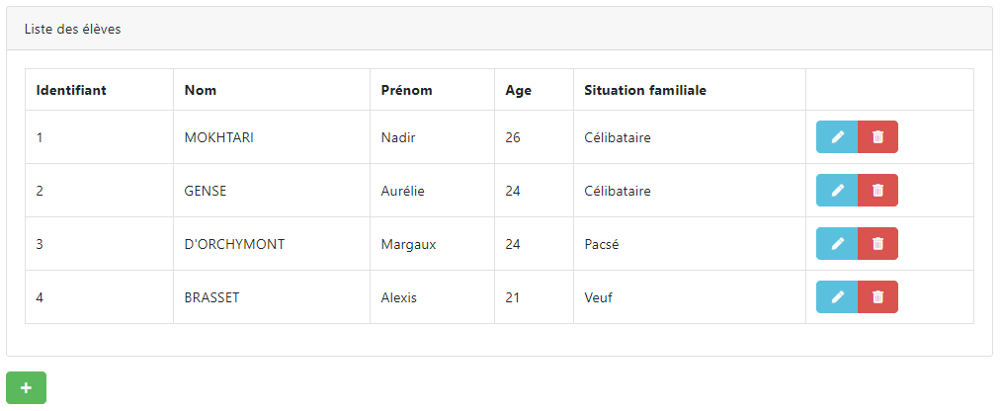 Liste des élèves
Identifiant Nom Prénom Age Situation familiale
1 MOKHTARI Nadir 26 Célibataire
2 GENSE Aurélie 24 Célibataire
3 D'ORCHYMONT Margaux 24 Pacsé
4 BRASSET Alexis 21 Veuf